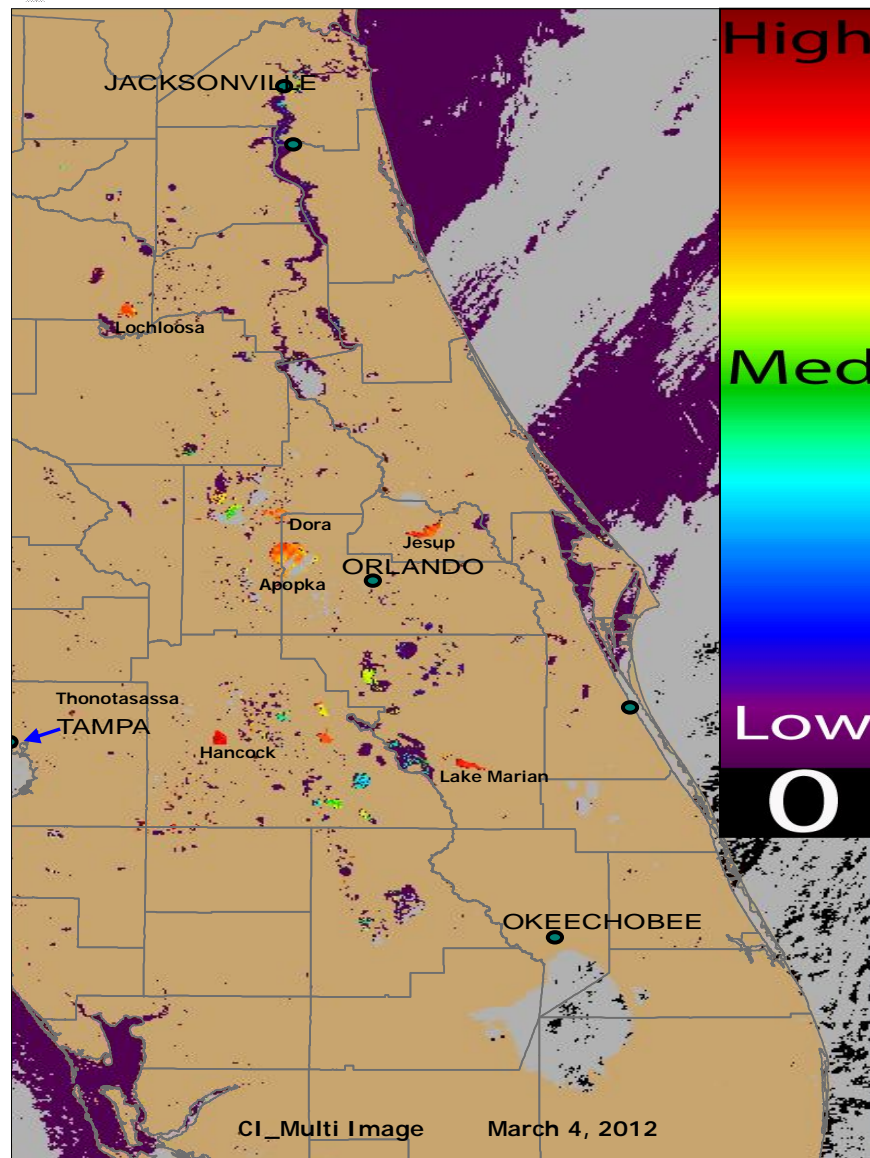 High
JACKSONVILLE
Lochloosa
Med
Dora
Jesup
ORLANDO
Apopka
Thonotasassa
TAMPA
Low
Hancock
Lake Marian
0
OKEECHOBEE
CI_Multi Image March 4, 2012